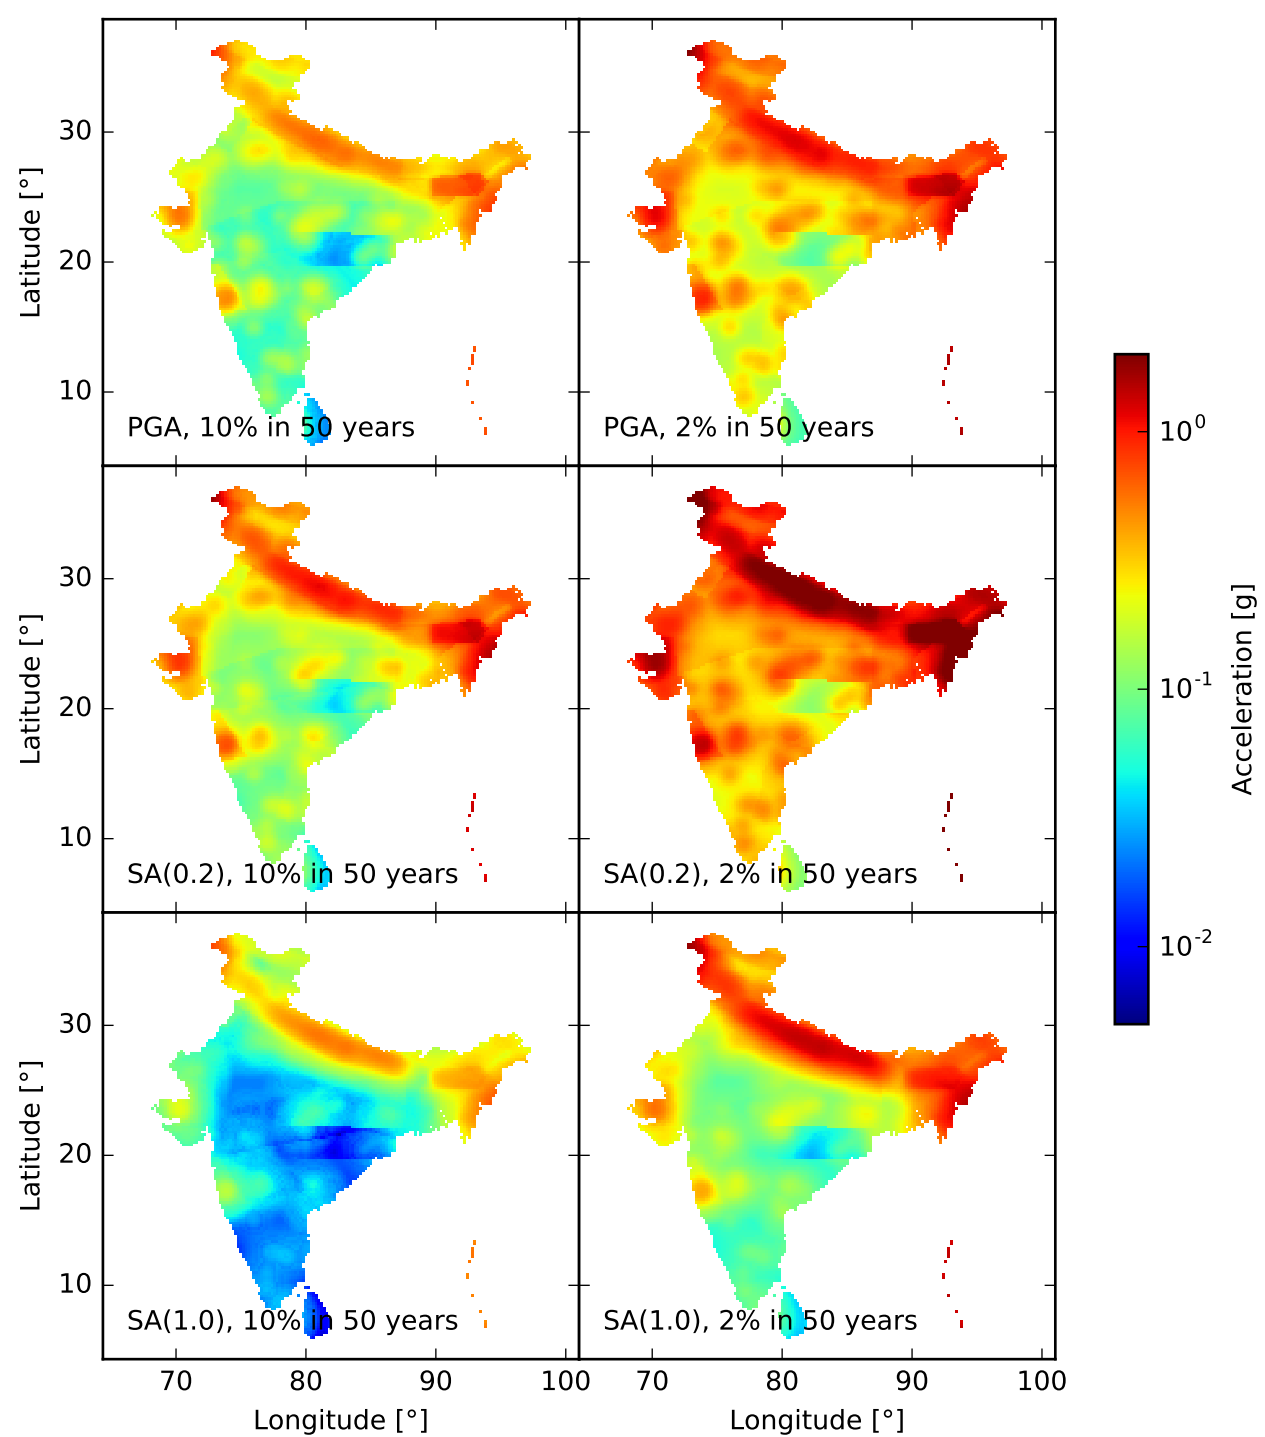 30
20
10
Latitude [°]
PGA, 10% in 50 years
PGA, 2% in 50 years
30
20
10
Latitude [°]
SA(0.2), 10% in 50 years
SA(0.2), 2% in 50 years
30
20
10
Latitude [°]
SA(1.0), 10% in 50 years
SA(1.0), 2% in 50 years
70 80 90 100 70 80 90 100
Longitude [°] Longitude [°]
10^0
10^-1
10^-2
Acceleration [g]